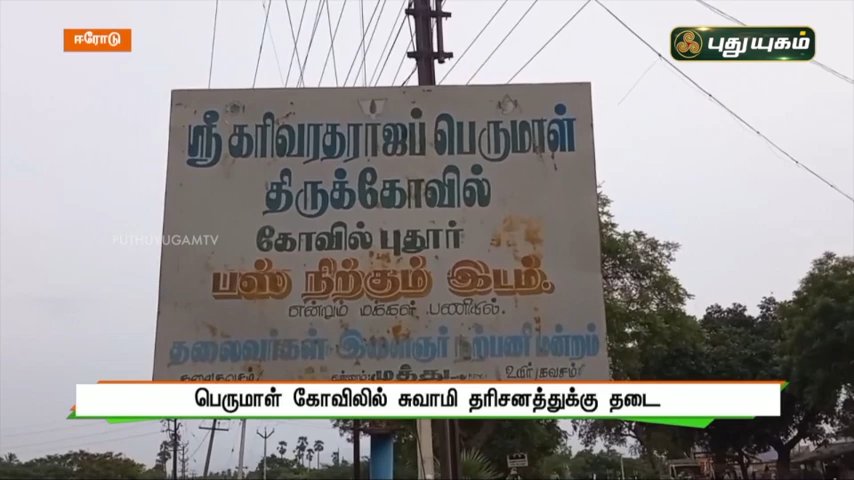 ஈரோடு
புதுயுகம்
ஸ்ரீ கரிவரதராஜப்பெருமாள்
திருக்கோவில்
கோவில் புதூர்
PUTHUYUGAMTV
பஸ் நிற்கும் இடம்.
என்றும் மக்கள் பணியில்.
தலைவர்கள் இளைஞர் நற்பணி மன்றம்
முத்து
பெருமாள் கோவிலில் சுவாமி தரிசனத்துக்கு தடை